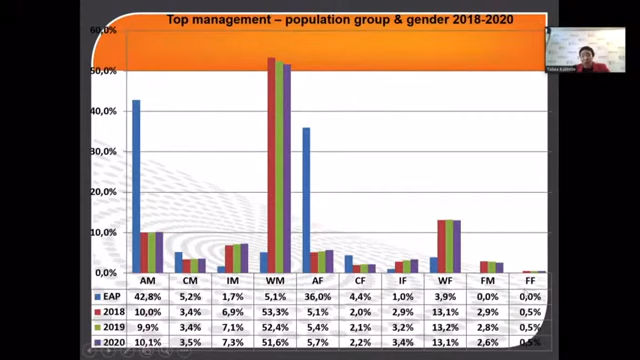 Top management – population group & gender 2018-2020
60,0%
50,0%
40,0%
30,0%
20,0%
10,0%
0,0%
AM CM IM WM AF CF IF WF FM FF
EAP 42,8% 5,2% 1,7% 5,1% 36,0% 4,4% 1,0% 3,9% 0,0% 0,0%
2018 10,0% 3,4% 6,9% 53,3% 5,1% 2,0% 2,9% 13,1% 2,9% 0,5%
2019 9,9% 3,4% 7,1% 52,4% 5,4% 2,1% 3,2% 13,2% 2,8% 0,5%
2020 10,1% 3,5% 7,3% 51,6% 5,7% 2,2% 3,4% 13,1% 2,6% 0,5%